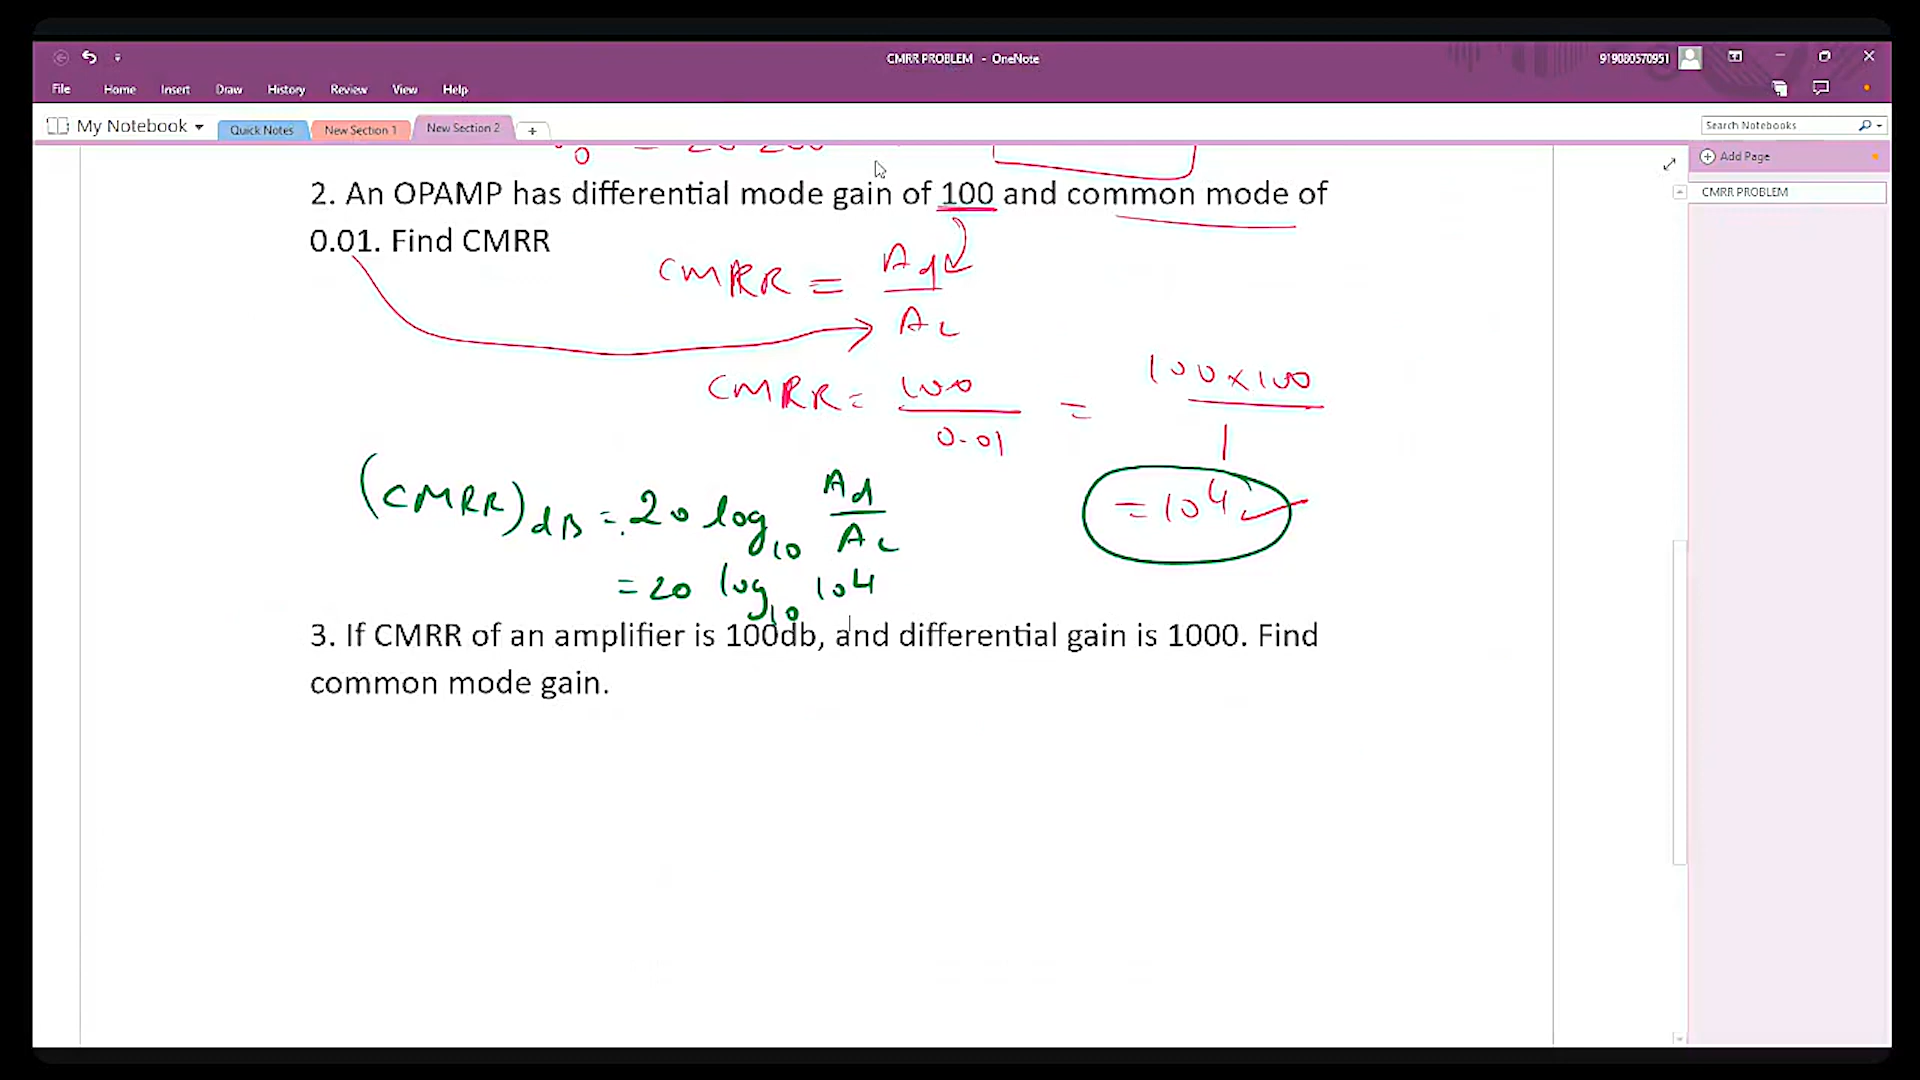 CMRR PROBLEM - OneNote
919080570951
File Home Insert Draw History Review View Help
My Notebook
Quick Notes
New Section 1
New Section 2
Search Notebooks
Add Page
CMRR PROBLEM
2. An OPAMP has differential mode gain of 100 and common mode of
0.01. Find CMRR
CMRR = Ad / Ac
CMRR = 100 / 0.01 = 100 x 100 / 1
= 10⁴
(CMRR)dB = 20 log₁₀ Ad / Ac
= 20 log₁₀ 10⁴
3. If CMRR of an amplifier is 100db, and differential gain is 1000. Find
common mode gain.